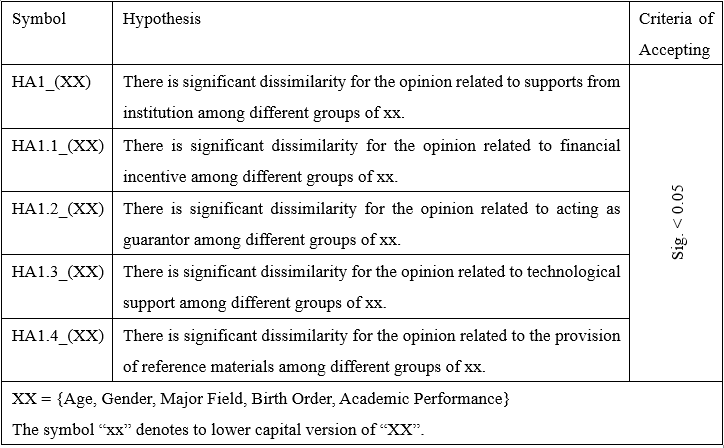 Symbol Hypothesis Criteria of
Accepting
HA1_(XX) There is significant dissimilarity for the opinion related to supports from
institution among different groups of xx.
HA1.1_(XX) There is significant dissimilarity for the opinion related to financial
incentive among different groups of xx.
HA1.2_(XX) There is significant dissimilarity for the opinion related to acting as
guarantor among different groups of xx.
HA1.3_(XX) There is significant dissimilarity for the opinion related to technological
support among different groups of xx.
HA1.4_(XX) There is significant dissimilarity for the opinion related to the provision
of reference materials among different groups of xx.
Sig. < 0.05
XX = {Age, Gender, Major Field, Birth Order, Academic Performance}
The symbol “xx” denotes to lower capital version of “XX”.